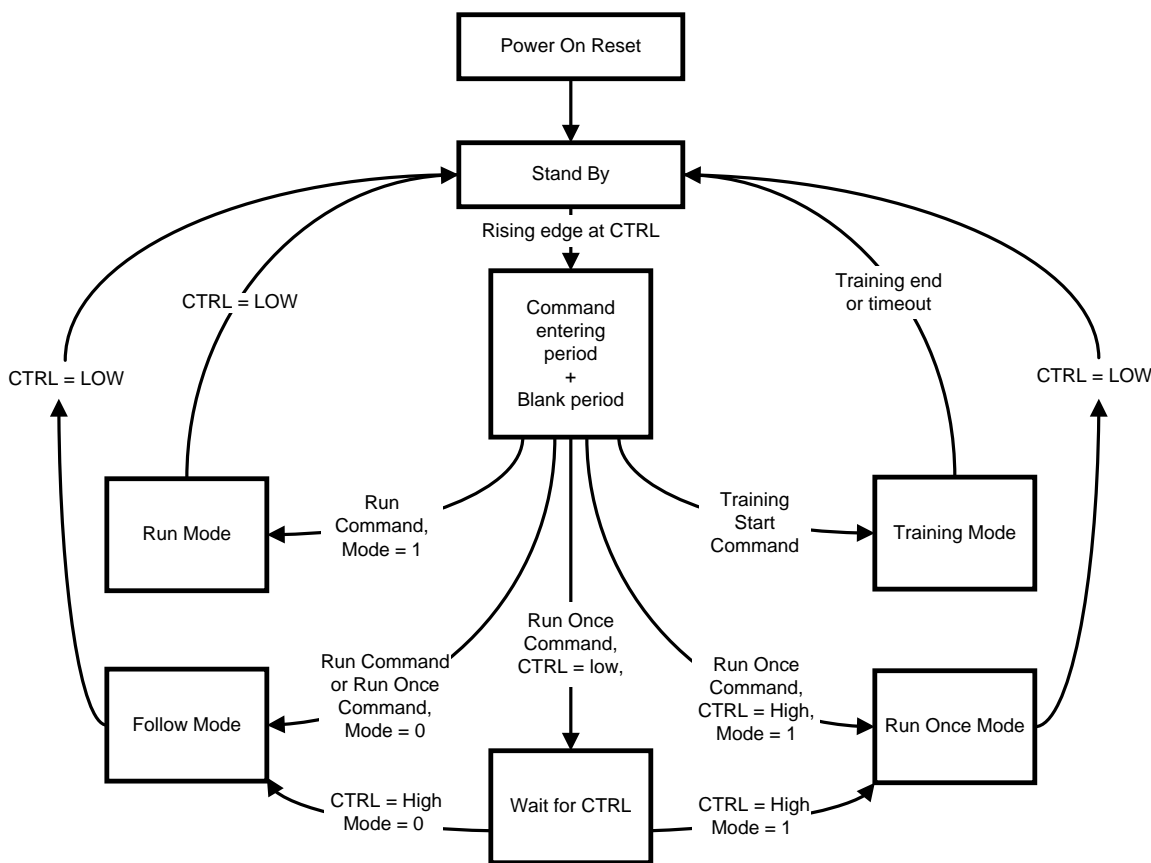 Power On Reset
Stand By
Rising edge at CTRL
Command
entering
period
+
Blank period
CTRL = LOW
Training end
or timeout
CTRL = LOW
CTRL = LOW
Run Mode
Run
Command,
Mode = 1
Training
Start
Command
Training Mode
Follow Mode
Run Command
or Run Once
Command,
Mode = 0
Run Once
Command,
CTRL = low,
Run Once
Command,
CTRL = High,
Mode = 1
Run Once Mode
CTRL = High
Mode = 0
Wait for CTRL
CTRL = High
Mode = 1